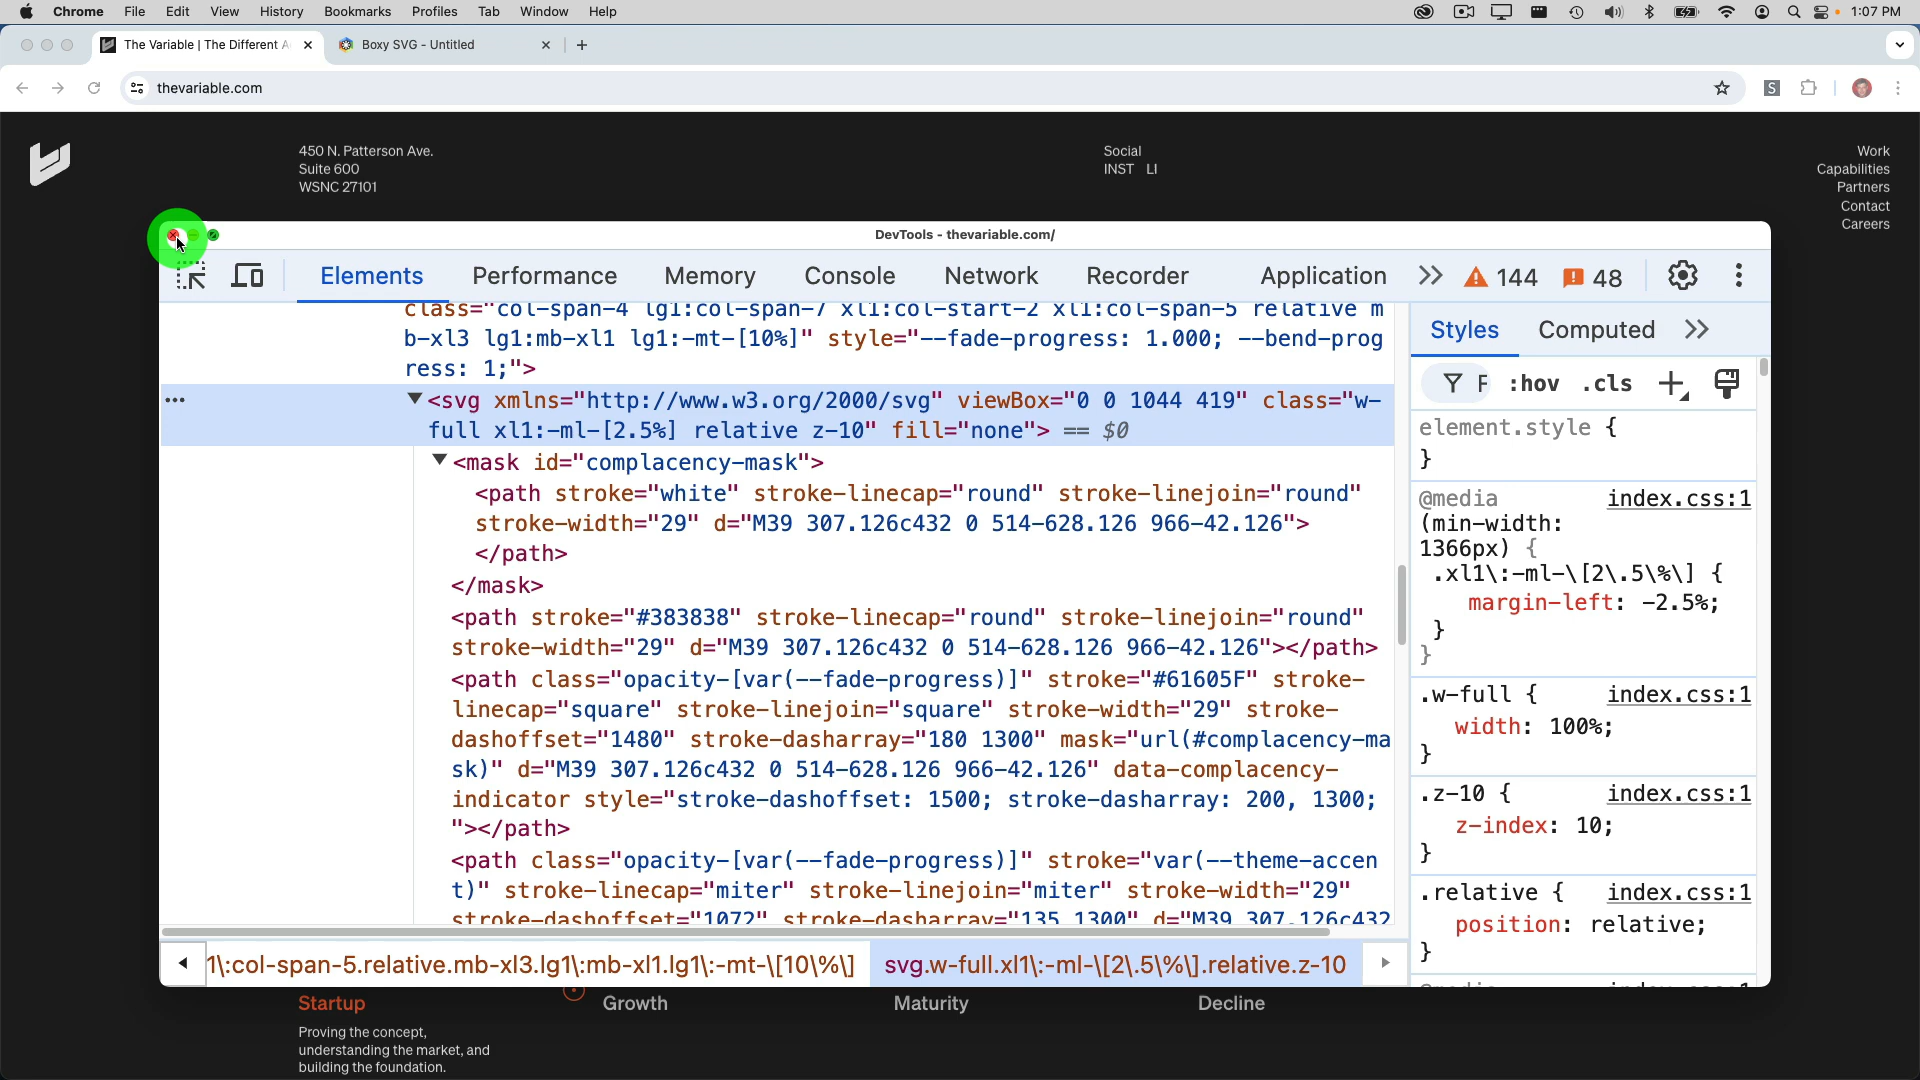 Chrome File Edit View History Bookmarks Profiles Tab Window Help 1:07 PM
The Variable | The Different A Boxy SVG - Untitled
thevariable.com S
450 N. Patterson Ave.
Suite 600
WSNC 27101
Social
INST LI
Work
Capabilities
Partners
Contact
Careers
DevTools - thevariable.com/
Elements Performance Memory Console Network Recorder Application 144 48
class="col-span-4 lg1:col-span-7 xl1:col-start-2 xl1:col-span-5 relative m
b-xl3 lg1:mb-xl1 lg1:-mt-[10%]" style="--fade-progress: 1.000; --bend-prog
ress: 1;">
<svg xmlns="http://www.w3.org/2000/svg" viewBox="0 0 1044 419" class="w-
full xl1:-ml-[2.5%] relative z-10" fill="none"> == $0
<mask id="complacency-mask">
<path stroke="white" stroke-linecap="round" stroke-linejoin="round"
stroke-width="29" d="M39 307.126c432 0 514-628.126 966-42.126">
</path>
</mask>
<path stroke="#383838" stroke-linecap="round" stroke-linejoin="round"
stroke-width="29" d="M39 307.126c432 0 514-628.126 966-42.126"></path>
<path class="opacity-[var(--fade-progress)]" stroke="#61605F" stroke-
linecap="square" stroke-linejoin="square" stroke-width="29" stroke-
dashoffset="1480" stroke-dasharray="180 1300" mask="url(#complacency-ma
sk)" d="M39 307.126c432 0 514-628.126 966-42.126" data-complacency-
indicator style="stroke-dashoffset: 1500; stroke-dasharray: 200, 1300;
"></path>
<path class="opacity-[var(--fade-progress)]" stroke="var(--theme-accen
t)" stroke-linecap="miter" stroke-linejoin="miter" stroke-width="29"
stroke-dashoffset="1072" stroke-dasharray="135 1300" d="M39 307.126c432
1\:col-span-5.relative.mb-xl3.lg1\:mb-xl1.lg1\:-mt-\[10\%\] svg.w-full.xl1\:-ml-\[2\.5\%\].relative.z-10
Styles Computed
F :hov .cls
element.style {
}
@media index.css:1
(min-width:
1366px) {
.xl1\:-ml-\[2\.5\%\] {
margin-left: -2.5%;
}
}
.w-full { index.css:1
width: 100%;
}
.z-10 { index.css:1
z-index: 10;
}
.relative { index.css:1
position: relative;
}
Startup
Proving the concept,
understanding the market, and
building the foundation.
Growth
Maturity
Decline